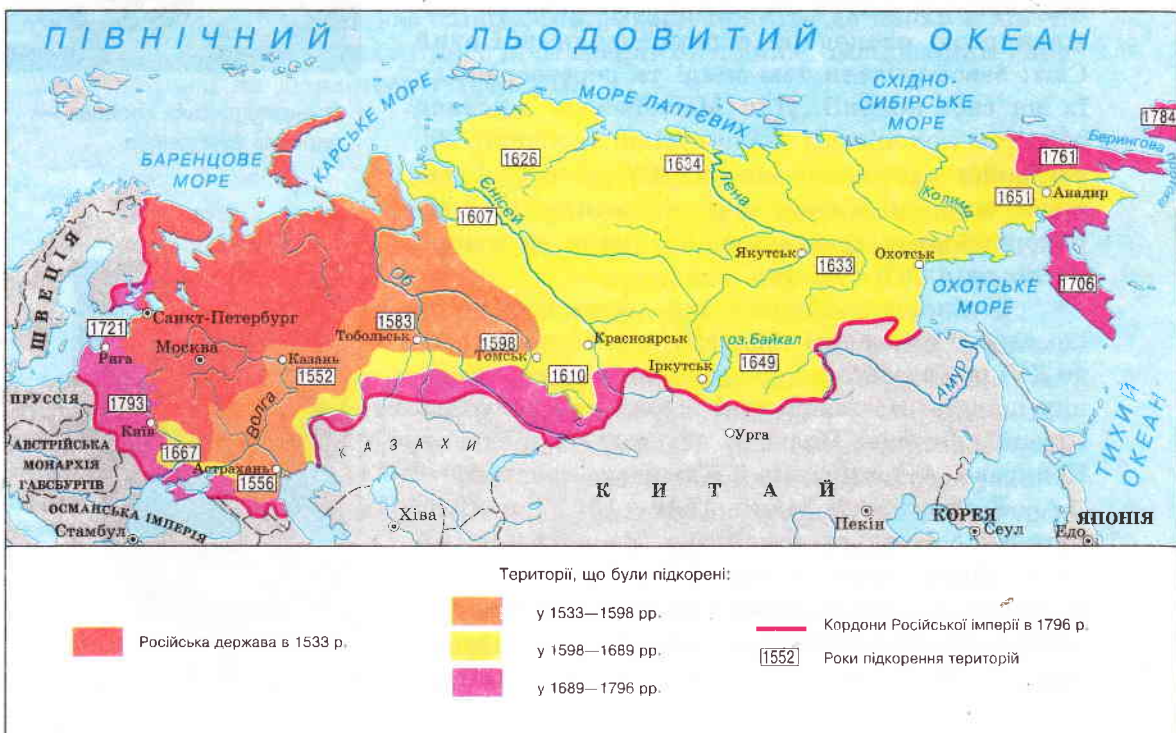 ПІВНІЧНИЙ ЛЬОДОВИТИЙ ОКЕАН
БАРЕНЦОВЕ
МОРЕ
КАРСЬКЕ МОРЕ
МОРЕ ЛАПТЄВИХ
СХІДНО-
СИБІРСЬКЕ
МОРЕ
1784
Берингова
1761
1626
1634
1651
Анадир
Єнісей
1607
Лена
Колима
Якутськ
1633
Охотськ
ОХОТСЬКЕ
МОРЕ
1706
ШВЕЦІЯ
Об
Санкт-Петербург
1721
Рига
Москва
Казань
1552
1583
Тобольськ
1598
Томськ
Красноярськ
1610
Іркутськ
оз. Байкал
1649
Амур
ПРУССІЯ
1793
Київ
Волга
АВСТРІЙСЬКА
МОНАРХІЯ
ГАБСБУРГІВ
1667
Астрахань
1556
КАЗАХИ
Урга
ТИХИЙ
ОКЕАН
ОСМАНСЬКА ІМПЕРІЯ
Стамбул
Хіва
КИТАЙ
Пекін
КОРЕЯ
Сеул
ЯПОНІЯ
Едо
Території, що були підкорені:
Російська держава в 1533 р.
у 1533—1598 рр.
у 1598—1689 рр.
у 1689—1796 рр.
Кордони Російської імперії в 1796 р.
1552 Роки підкорення територій